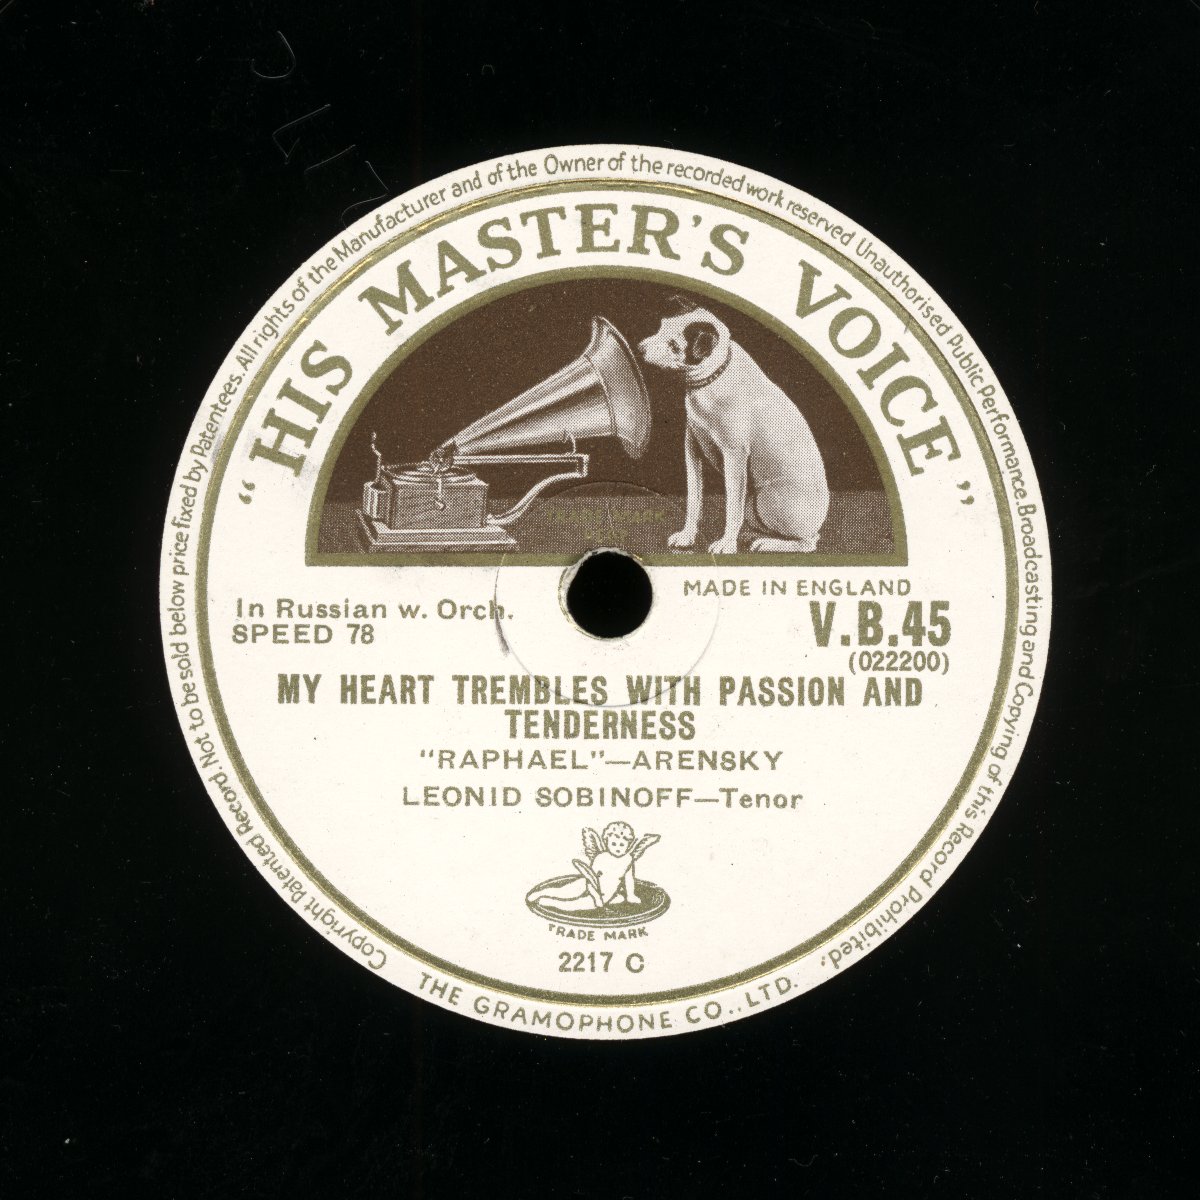 Copyright Patented Record. Not to be sold below price fixed by Patentees. All rights of the Manufacturer and of the Owner of the recorded work reserved Unauthorised Public Performance. Broadcasting and Copying of this Record Prohibited.
"HIS MASTER'S VOICE"
MADE IN ENGLAND
In Russian w. Orch.
SPEED 78
V.B.45
(022200)
MY HEART TREMBLES WITH PASSION AND
TENDERNESS
"RAPHAEL"—ARENSKY
LEONID SOBINOFF—Tenor
TRADE MARK
2217 C
THE GRAMOPHONE CO., LTD.